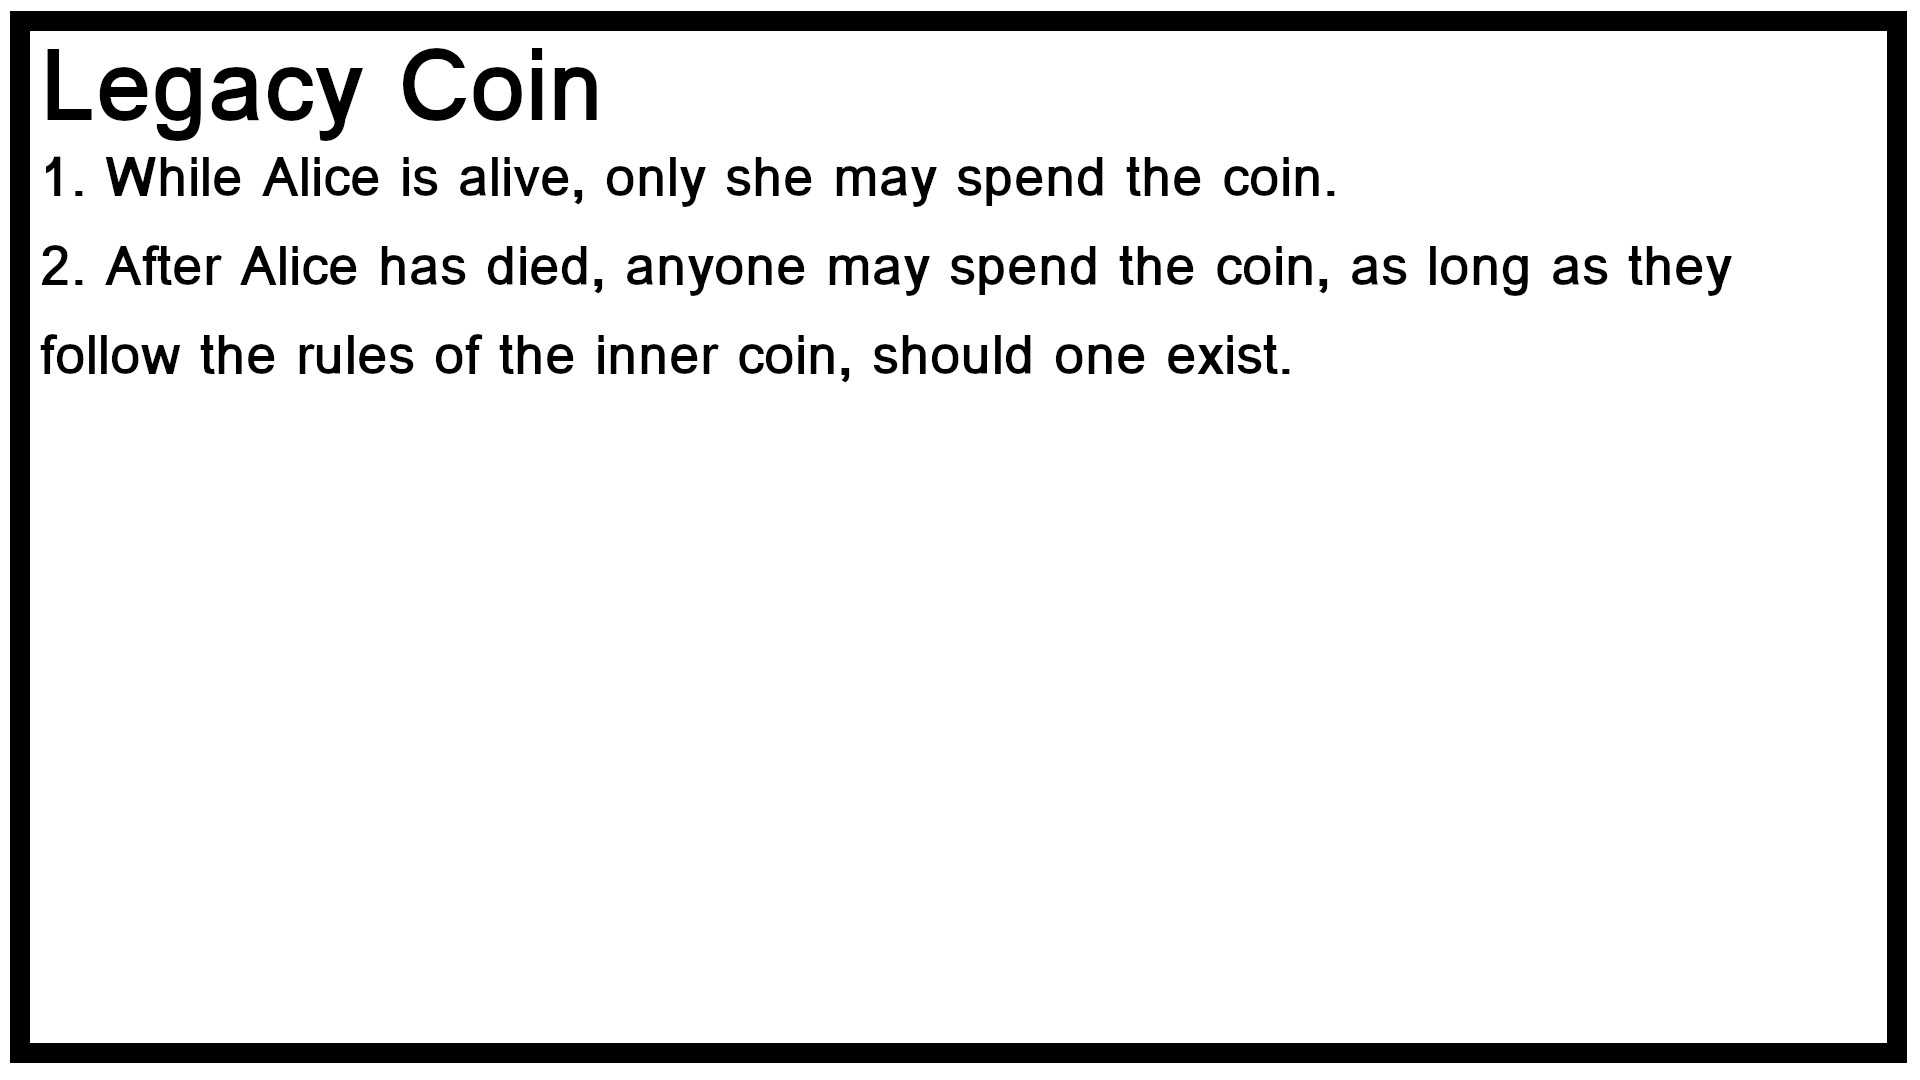 Legacy Coin
1. While Alice is alive, only she may spend the coin.
2. After Alice has died, anyone may spend the coin, as long as they
follow the rules of the inner coin, should one exist.